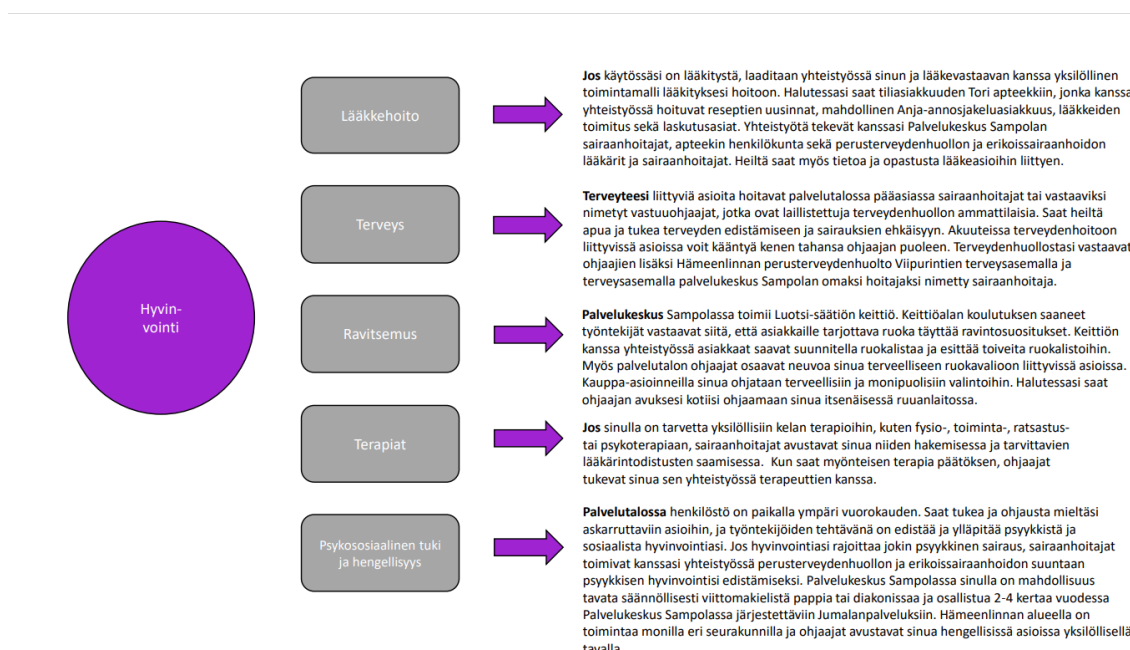 Hyvin-
vointi
Lääkkehoito
Jos käytössäsi on lääkitystä, laaditaan yhteistyössä sinun ja lääkevastaavan kanssa yksilöllinen
toimintamalli lääkityksesi hoitoon. Halutessasi saat tiliasiakkuuden Tori apteekkiin, jonka kanssa
yhteistyössä hoituvat reseptien uusinnat, mahdollinen Anja-annosjakeluasiakkuus, lääkkeiden
toimitus sekä laskutusasiat. Yhteistyötä tekevät kanssasi Palvelukeskus Sampolan
sairaanhoitajat, apteekin henkilökunta sekä perusterveydenhuollon ja erikoissairaanhoidon
lääkärit ja sairaanhoitajat. Heiltä saat myös tietoa ja opastusta lääkeasioihin liittyen.
Terveys
Terveyteesi liittyviä asioita hoitavat palvelutalossa pääasiassa sairaanhoitajat tai vastaaviksi
nimetyt vastuuohjaajat, jotka ovat laillistettuja terveydenhuollon ammattilaisia. Saat heiltä
apua ja tukea terveyden edistämiseen ja sairauksien ehkäisyyn. Akuuteissa terveydenhoitoon
liittyvissä asioissa voit kääntyä kenen tahansa ohjaajan puoleen. Terveydenhuollostasi vastaavat
ohjaajien lisäksi Hämeenlinnan perusterveydenhuolto Viipurintien terveysasemalla ja
terveysasemalla palvelukeskus Sampolan omaksi hoitajaksi nimetty sairaanhoitaja.
Ravitsemus
Palvelukeskus Sampolassa toimii Luotsi-säätiön keittiö. Keittiöalan koulutuksen saaneet
työntekijät vastaavat siitä, että asiakkaille tarjottava ruoka täyttää ravintosuositukset. Keittiön
kanssa yhteistyössä asiakkaat saavat suunnitella ruokalistaa ja esittää toiveita ruokalistoihin.
Myös palvelutalon ohjaajat osaavat neuvoa sinua terveelliseen ruokavalioon liittyvissä asioissa.
Kauppa-asioinneilla sinua ohjataan terveellisiin ja monipuolisiin valintoihin. Halutessasi saat
ohjaajan avuksesi kotiisi ohjaamaan sinua itsenäisessä ruuanlaitossa.
Terapiat
Jos sinulla on tarvetta yksilöllisiin kelan terapioihin, kuten fysio-, toiminta-, ratsastus-
tai psykoterapiaan, sairaanhoitajat avustavat sinua niiden hakemisessa ja tarvittavien
lääkärintodistusten saamisessa. Kun saat myönteisen terapia päätöksen, ohjaajat
tukevat sinua sen yhteistyössä terapeuttien kanssa.
Psykososiaalinen tuki
ja hengellisyys
Palvelutalossa henkilöstö on paikalla ympäri vuorokauden. Saat tukea ja ohjausta mieltäsi
askarruttaviin asioihin, ja työntekijöiden tehtävänä on edistää ja ylläpitää psyykkistä ja
sosiaalista hyvinvointiasi. Jos hyvinvointiasi rajoittaa jokin psyykkinen sairaus, sairaanhoitajat
toimivat kanssasi yhteistyössä perusterveydenhuollon ja erikoissairaanhoidon suuntaan
psyykkisen hyvinvointisi edistämiseksi. Palvelukeskus Sampolassa sinulla on mahdollisuus
tavata säännöllisesti viittomakielistä pappia tai diakonissaa ja osallistua 2-4 kertaa vuodessa
Palvelukeskus Sampolassa järjestettäviin Jumalanpalveluksiin. Hämeenlinnan alueella on
toimintaa monilla eri seurakunnilla ja ohjaajat avustavat sinua hengellisissä asioissa yksilöllisellä
tavalla.